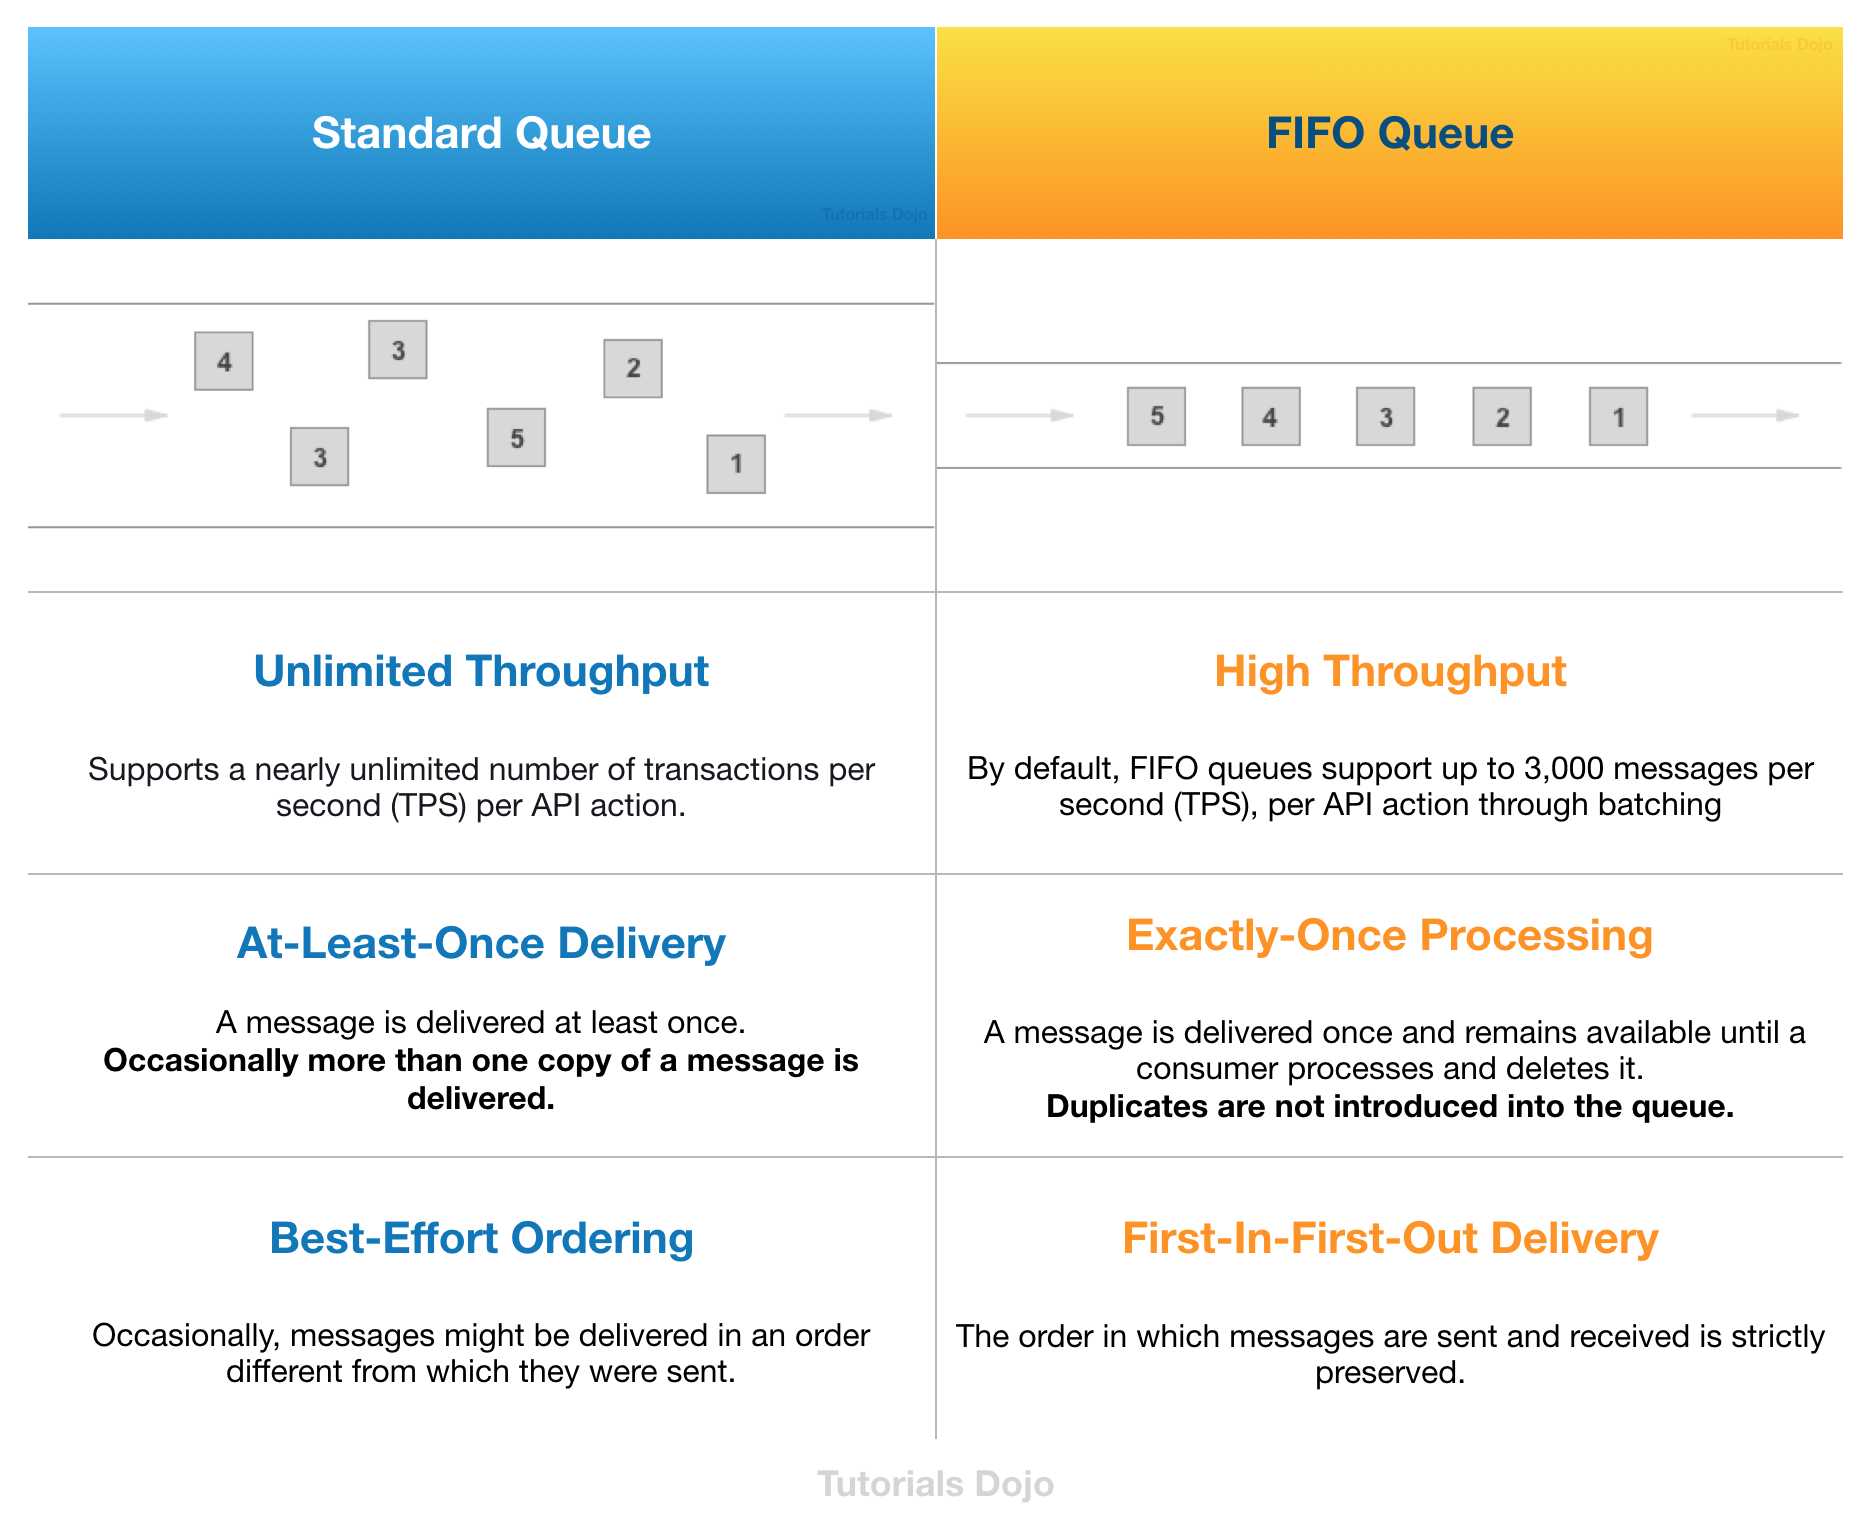 Standard Queue
Tutorials Dojo
FIFO Queue
Tutorials Dojo
4
3
2
3
5
1
5
4
3
2
1
Unlimited Throughput
Supports a nearly unlimited number of transactions per
second (TPS) per API action.
High Throughput
By default, FIFO queues support up to 3,000 messages per
second (TPS), per API action through batching
At-Least-Once Delivery
A message is delivered at least once.
Occasionally more than one copy of a message is
delivered.
Exactly-Once Processing
A message is delivered once and remains available until a
consumer processes and deletes it.
Duplicates are not introduced into the queue.
Best-Effort Ordering
Occasionally, messages might be delivered in an order
different from which they were sent.
First-In-First-Out Delivery
The order in which messages are sent and received is strictly
preserved.
Tutorials Dojo